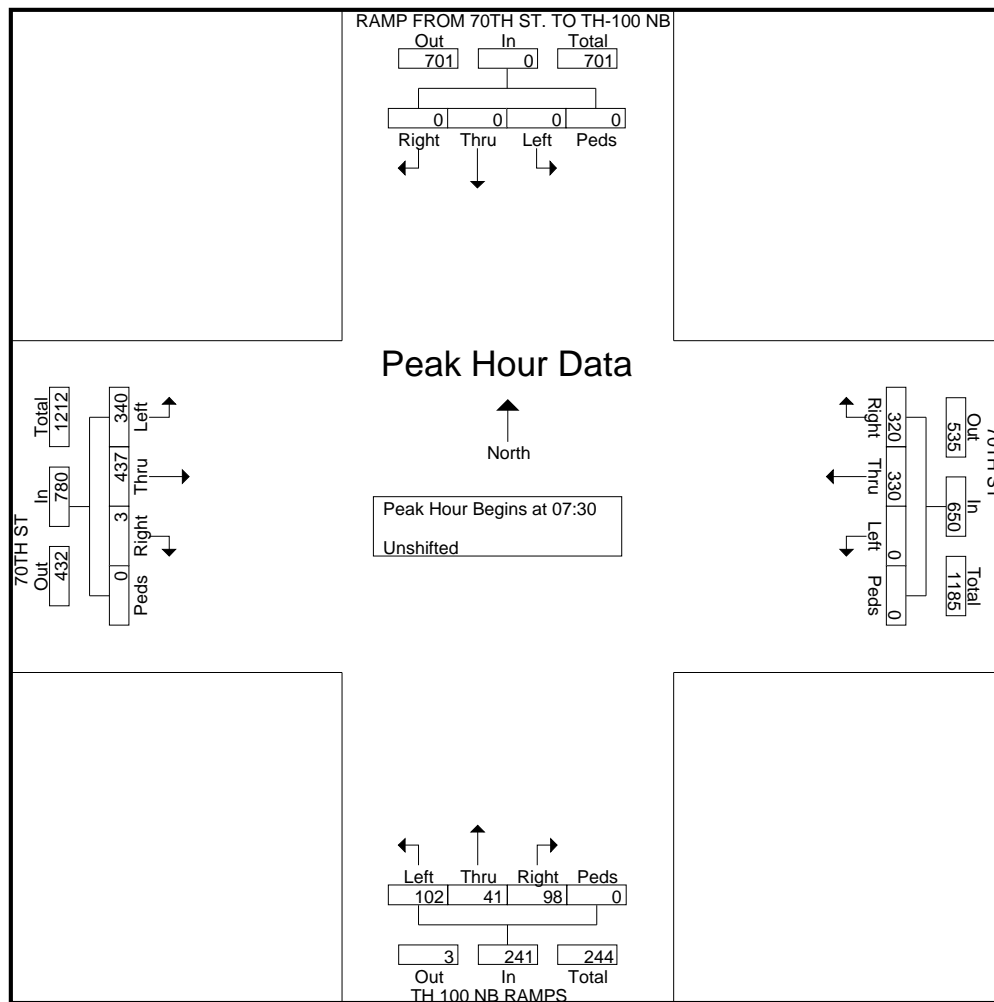 RAMP FROM 70TH ST. TO TH-100 NB
Out In Total
701 0 701
0 0 0 0
Right Thru Left Peds
Peak Hour Data
North
Peak Hour Begins at 07:30
Unshifted
70TH ST
Out In Total
432 780 1212
0 3 437 340
Peds Right Thru Left
70TH ST
Out In Total
535 650 1185
320 330 0 0
Right Thru Left Peds
Left Thru Right Peds
102 41 98 0
3 241 244
Out In Total
TH 100 NB RAMPS